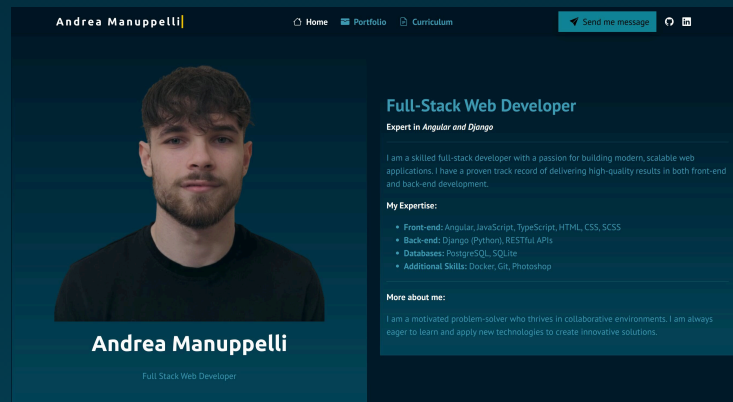 Andrea Manuppelli
Home Portfolio Curriculum
Send me message
Full-Stack Web Developer
Expert in Angular and Django
I am a skilled full-stack developer with a passion for building modern, scalable web
applications. I have a proven track record of delivering high-quality results in both front-end
and back-end development.
My Expertise:
Front-end: Angular, JavaScript, TypeScript, HTML, CSS, SCSS
Back-end: Django (Python), RESTful APIs
Databases: PostgreSQL, SQLite
Additional Skills: Docker, Git, Photoshop
More about me:
I am a motivated problem-solver who thrives in collaborative environments. I am always
eager to learn and apply new technologies to create innovative solutions.
Andrea Manuppelli
Full Stack Web Developer